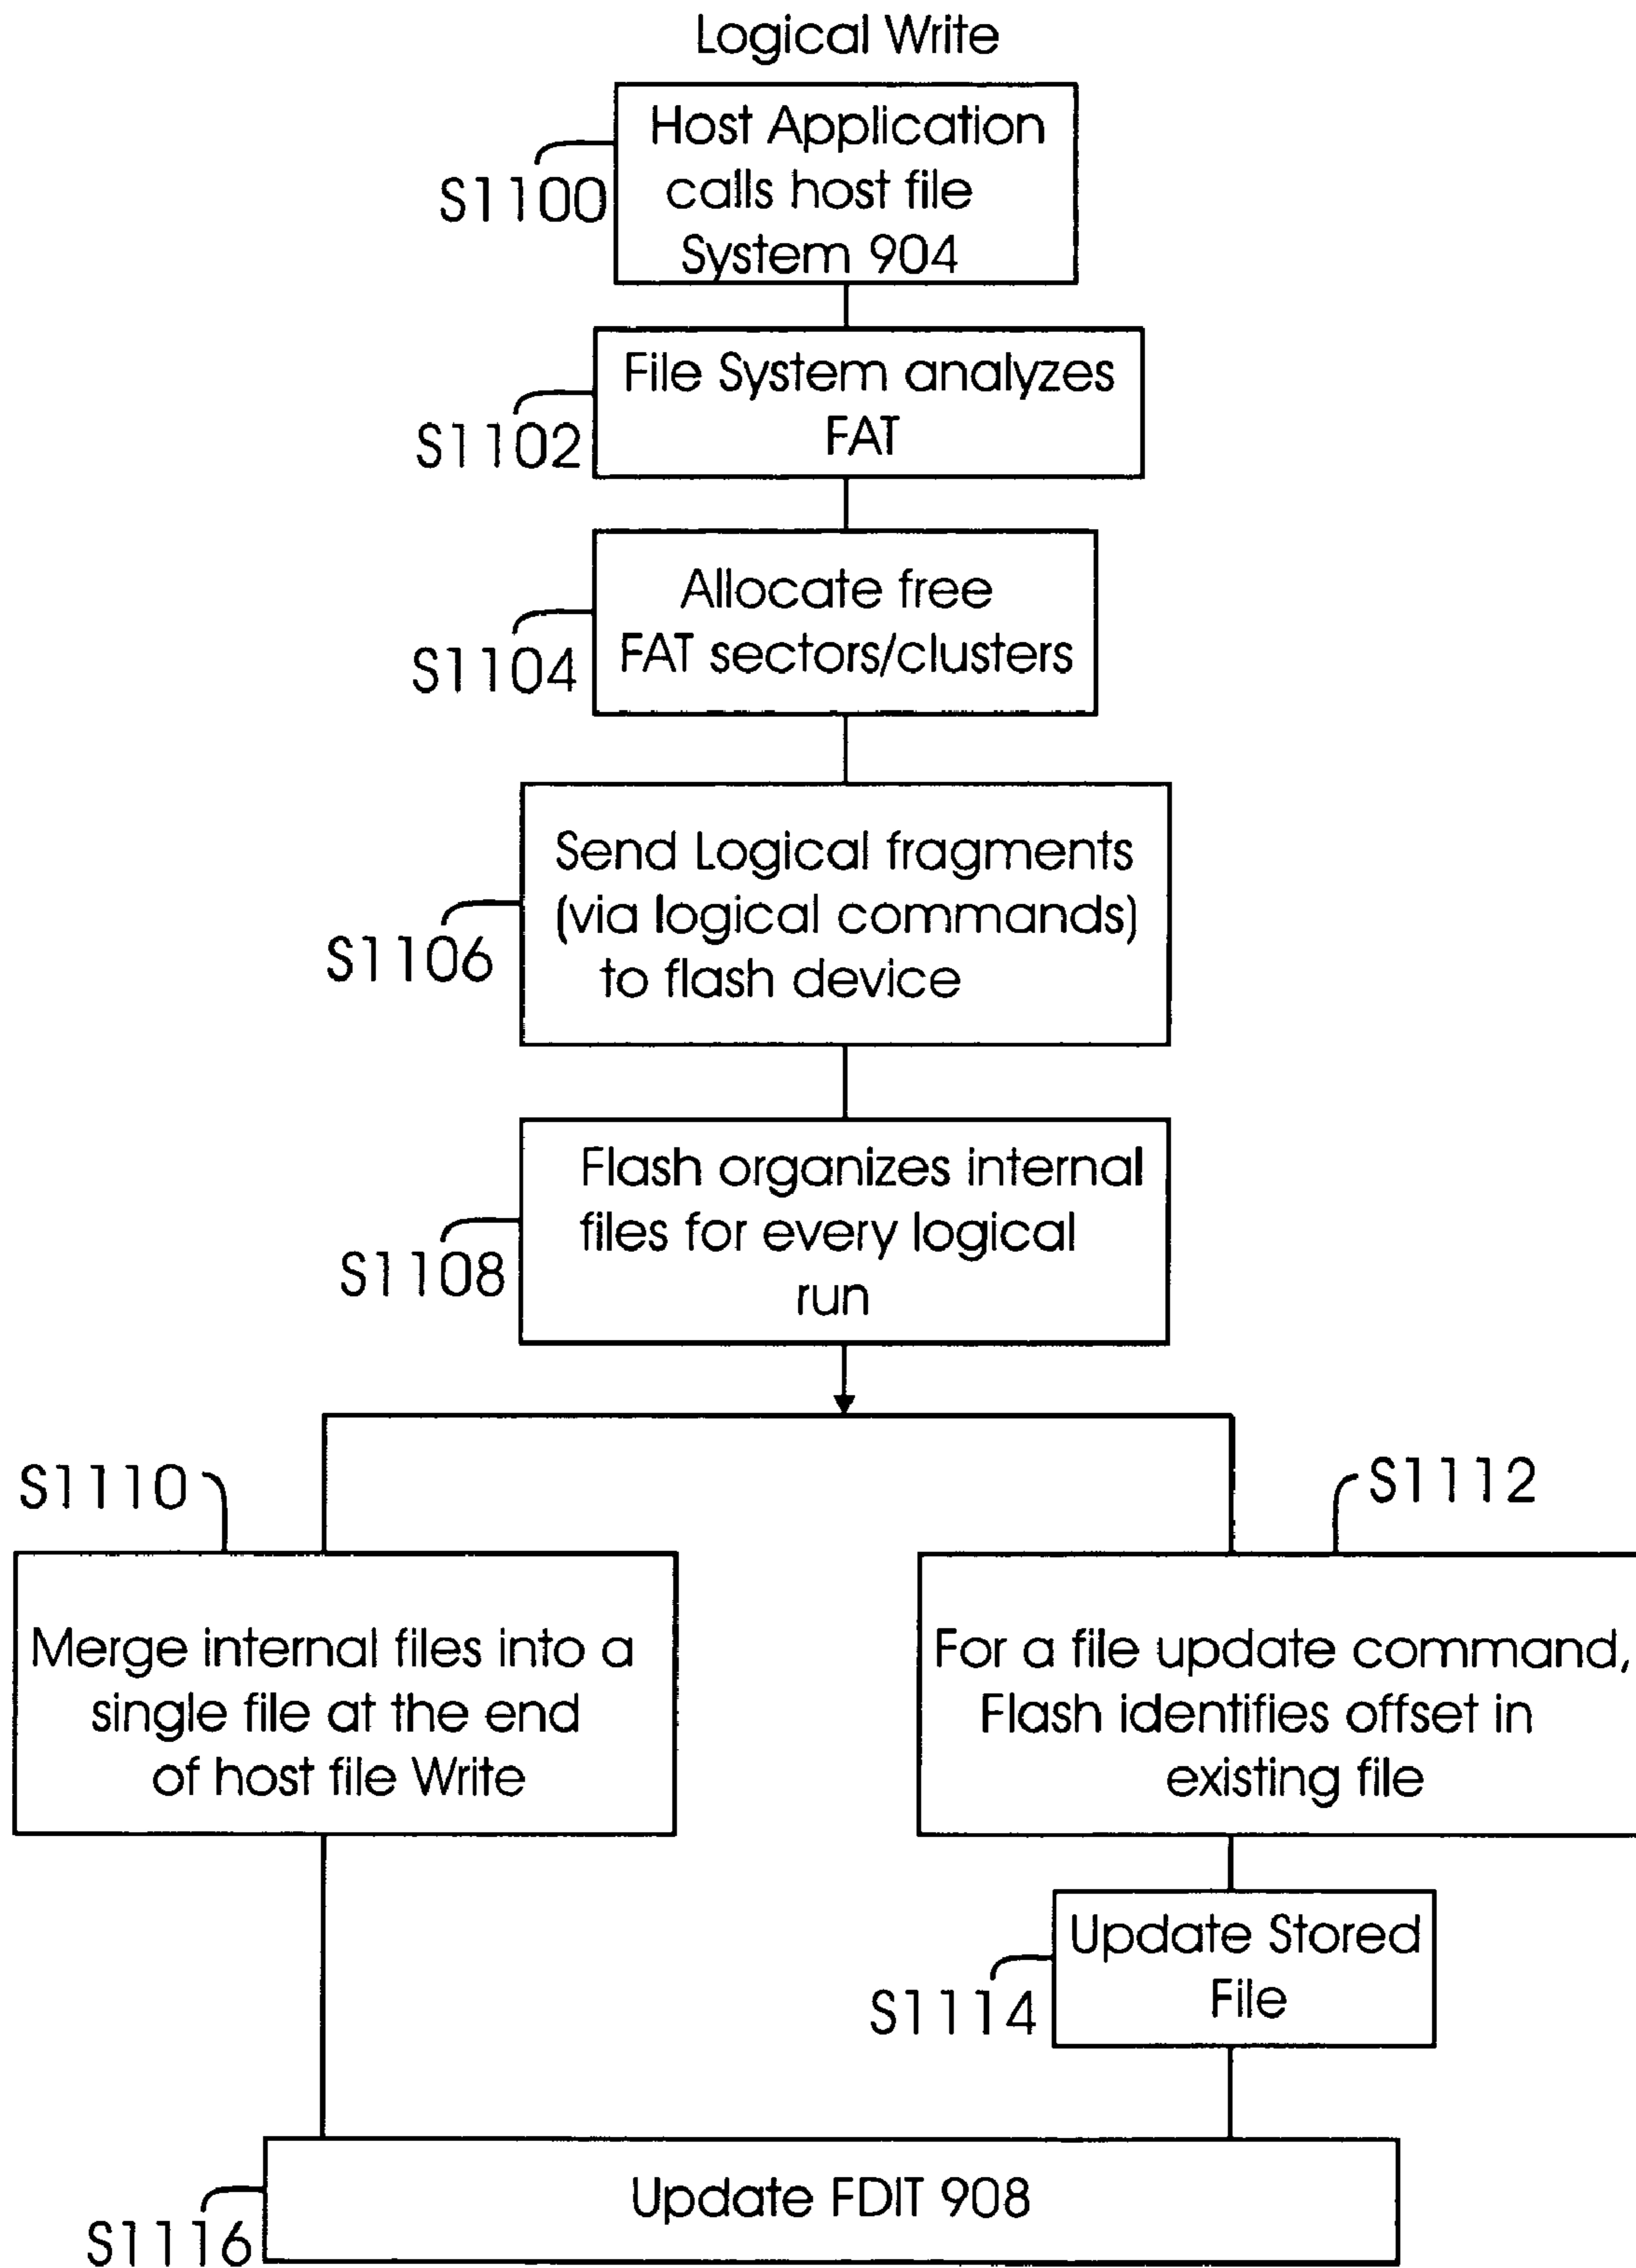 Logical Write
Host Application
calls host file
System 904
S1100
File System analyzes
FAT
S1102
Allocate free
FAT sectors/clusters
S1104
Send Logical fragments
(via logical commands)
to flash device
S1106
Flash organizes internal
files for every logical
run
S1108
S1110
S1112
Merge internal files into a
single file at the end
of host file Write
For a file update command,
Flash identifies offset in
existing file
Update Stored
File
S1114
Update FDIT 908
S1116